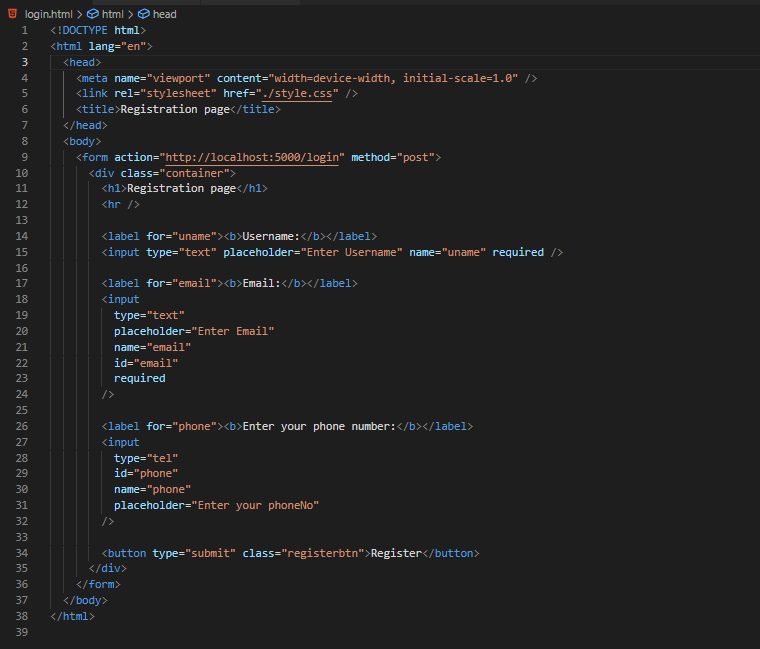 login.html > html > head
1 <!DOCTYPE html>
2 <html lang="en">
3   <head>
4     <meta name="viewport" content="width=device-width, initial-scale=1.0" />
5     <link rel="stylesheet" href="./style.css" />
6     <title>Registration page</title>
7   </head>
8   <body>
9     <form action="http://localhost:5000/login" method="post">
10       <div class="container">
11         <h1>Registration page</h1>
12         <hr />
13
14         <label for="uname"><b>Username:</b></label>
15         <input type="text" placeholder="Enter Username" name="uname" required />
16
17         <label for="email"><b>Email:</b></label>
18         <input
19           type="text"
20           placeholder="Enter Email"
21           name="email"
22           id="email"
23           required
24         />
25
26         <label for="phone"><b>Enter your phone number:</b></label>
27         <input
28           type="tel"
29           id="phone"
30           name="phone"
31           placeholder="Enter your phoneNo"
32         />
33
34         <button type="submit" class="registerbtn">Register</button>
35       </div>
36     </form>
37   </body>
38 </html>
39